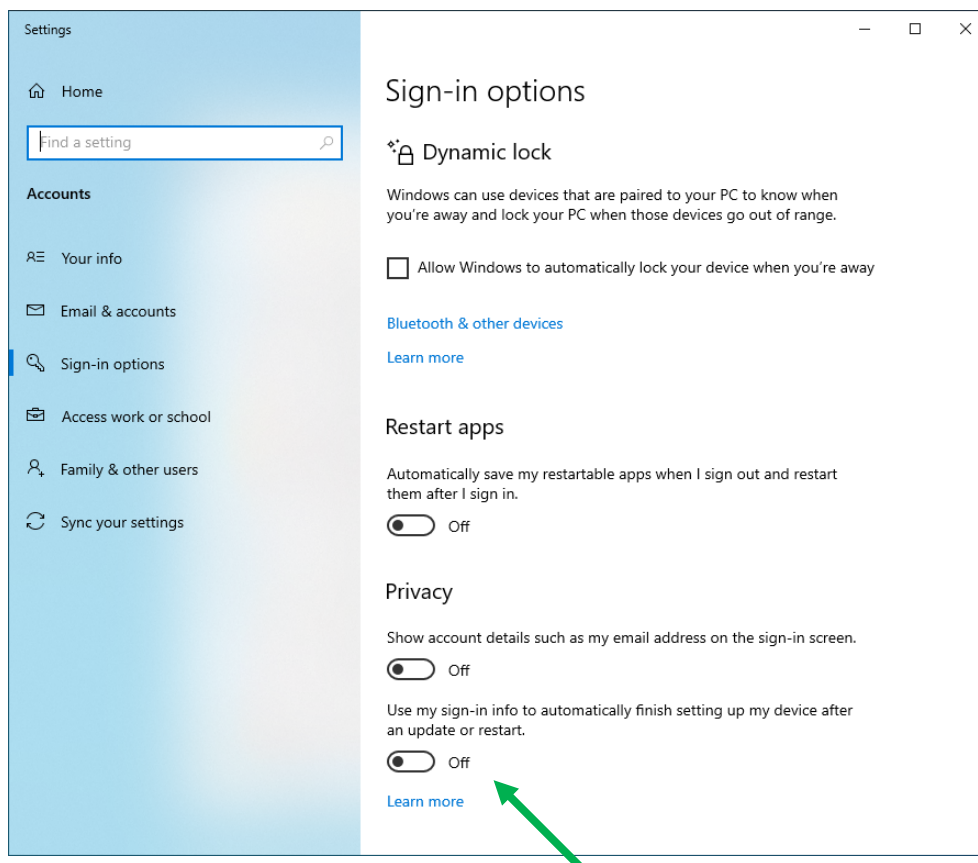 Settings
Home
Find a setting
Accounts
Your info
Email & accounts
Sign-in options
Access work or school
Family & other users
Sync your settings
Sign-in options
Dynamic lock
Windows can use devices that are paired to your PC to know when
you're away and lock your PC when those devices go out of range.
Allow Windows to automatically lock your device when you're away
Bluetooth & other devices
Learn more
Restart apps
Automatically save my restartable apps when I sign out and restart
them after I sign in.
Off
Privacy
Show account details such as my email address on the sign-in screen.
Off
Use my sign-in info to automatically finish setting up my device after
an update or restart.
Off
Learn more